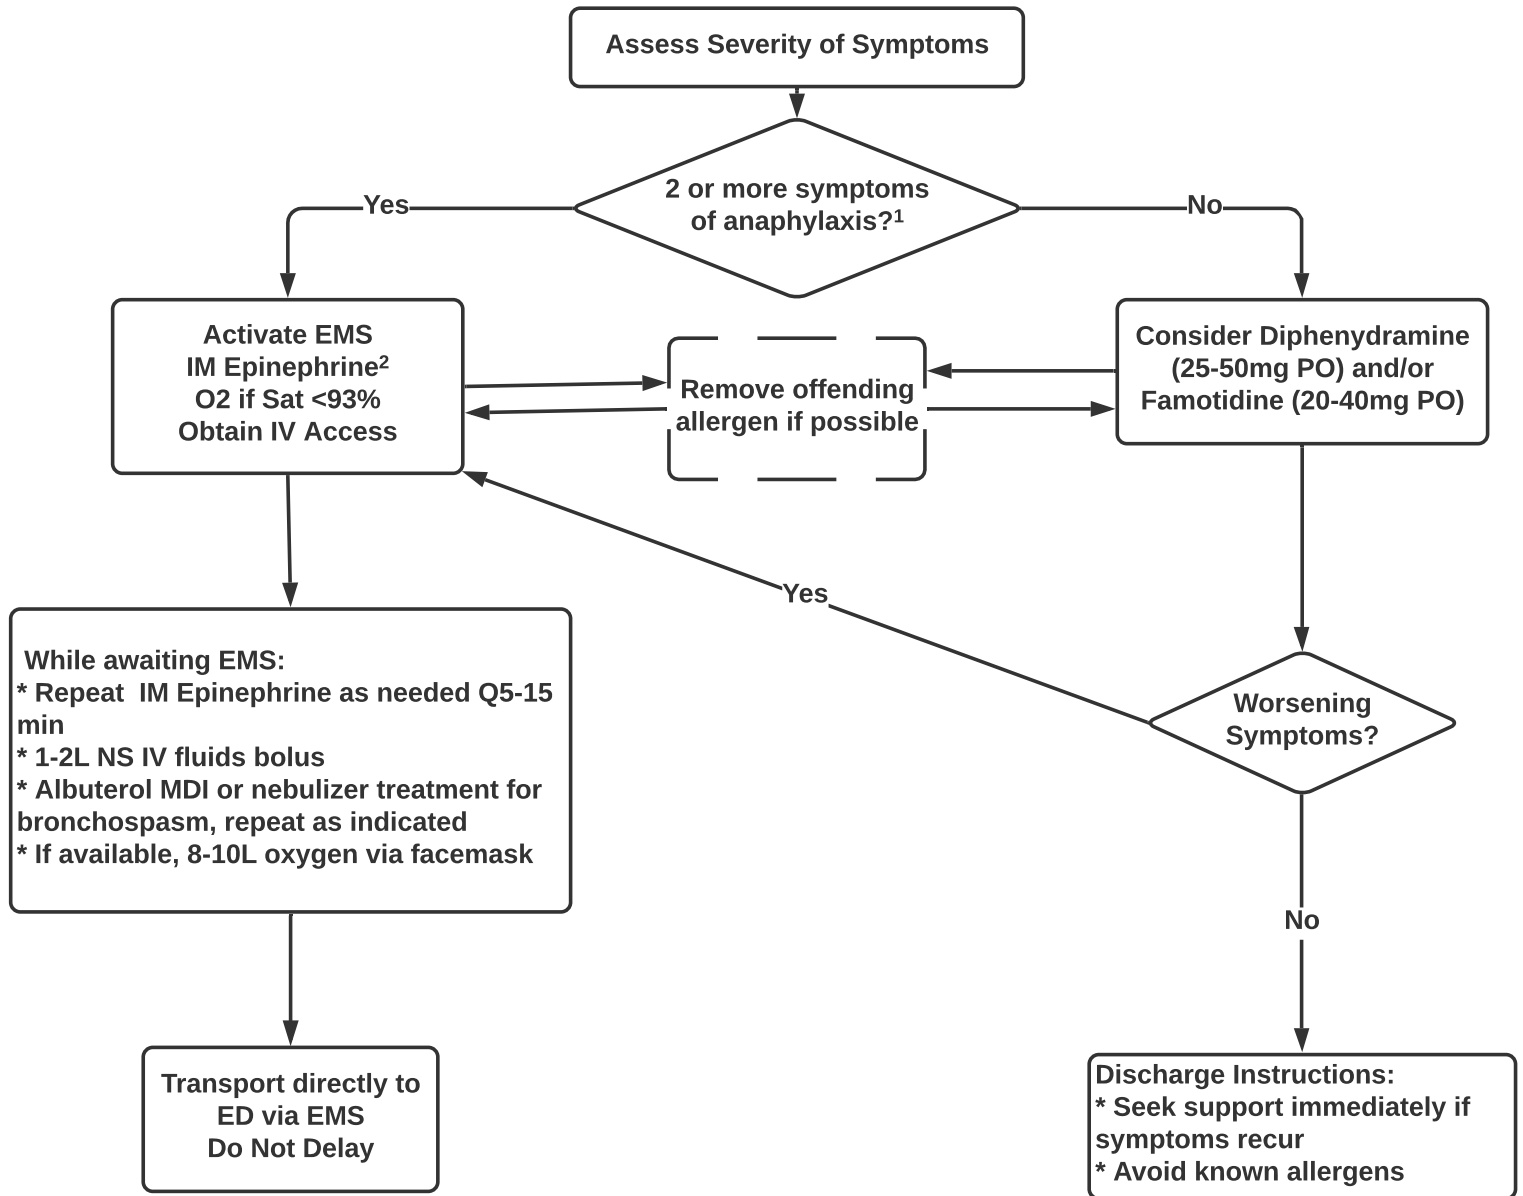 Assess Severity of Symptoms
2 or more symptoms
of anaphylaxis?¹
Yes
No
Activate EMS
IM Epinephrine²
O2 if Sat <93%
Obtain IV Access
Remove offending
allergen if possible
Consider Diphenydramine
(25-50mg PO) and/or
Famotidine (20-40mg PO)
Yes
While awaiting EMS:
* Repeat  IM Epinephrine as needed Q5-15
min
* 1-2L NS IV fluids bolus
* Albuterol MDI or nebulizer treatment for
bronchospasm, repeat as indicated
* If available, 8-10L oxygen via facemask
Worsening
Symptoms?
No
Transport directly to
ED via EMS
Do Not Delay
Discharge Instructions:
* Seek support immediately if
symptoms recur
* Avoid known allergens